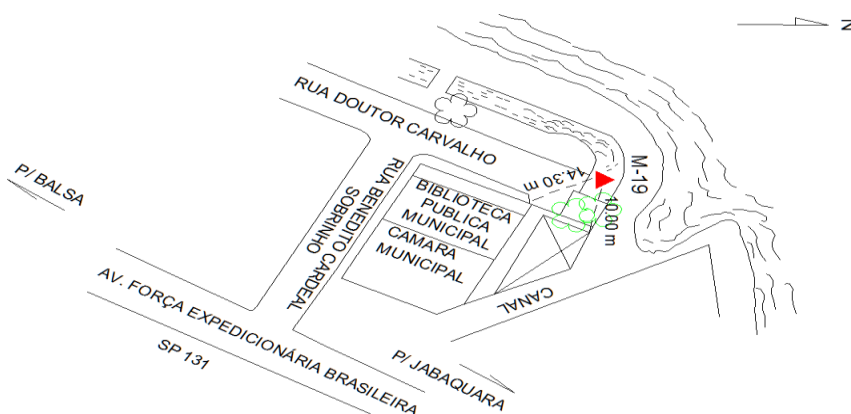 N
RUA DOUTOR CARVALHO
M-19
14.30 m
10.00 m
P/ BALSA
RUA BENEDITO CARDEAL
SOBRINHO
BIBLIOTECA
PUBLICA
MUNICIPAL
CAMARA
MUNICIPAL
CANAL
AV. FORÇA EXPEDICIONÁRIA BRASILEIRA
SP 131
P/ JABAQUARA